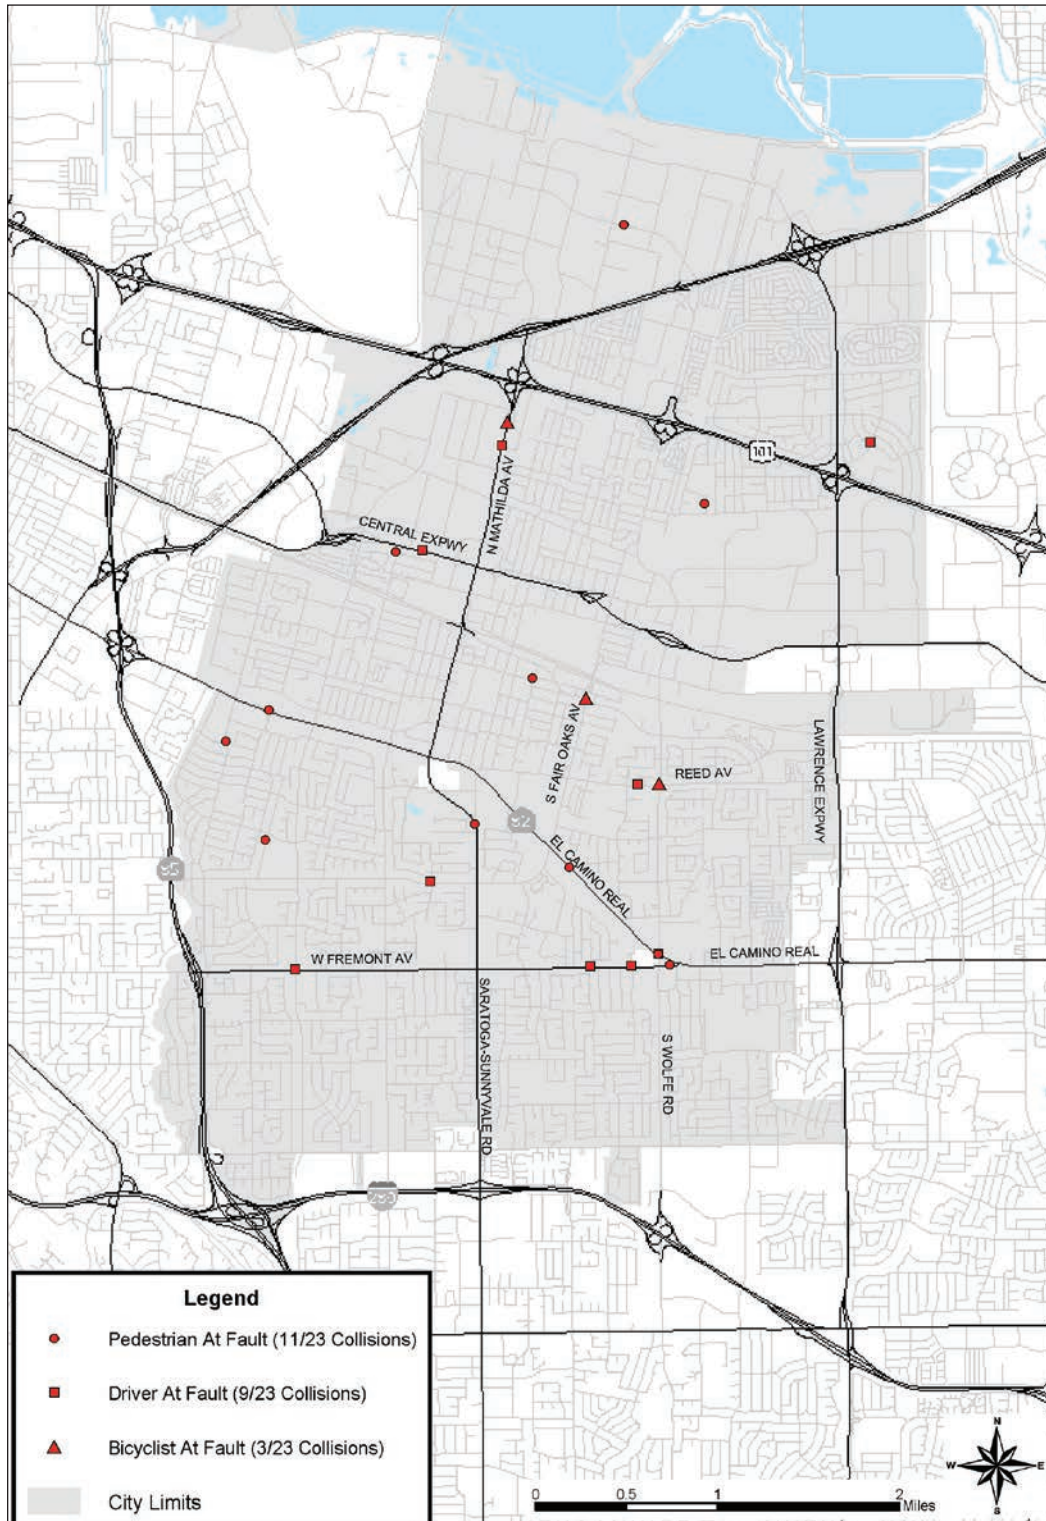 101
N MATHILDA AV
CENTRAL EXPWY
S FAIR OAKS AV
REED AV
LAWRENCE EXPWY
82
EL CAMINO REAL
85
W FREMONT AV
EL CAMINO REAL
SARATOGA-SUNNYVALE RD
S WOLFE RD
Legend
Pedestrian At Fault (11/23 Collisions)
Driver At Fault (9/23 Collisions)
Bicyclist At Fault (3/23 Collisions)
City Limits
N
W
E
S
0
0.5
1
2
Miles